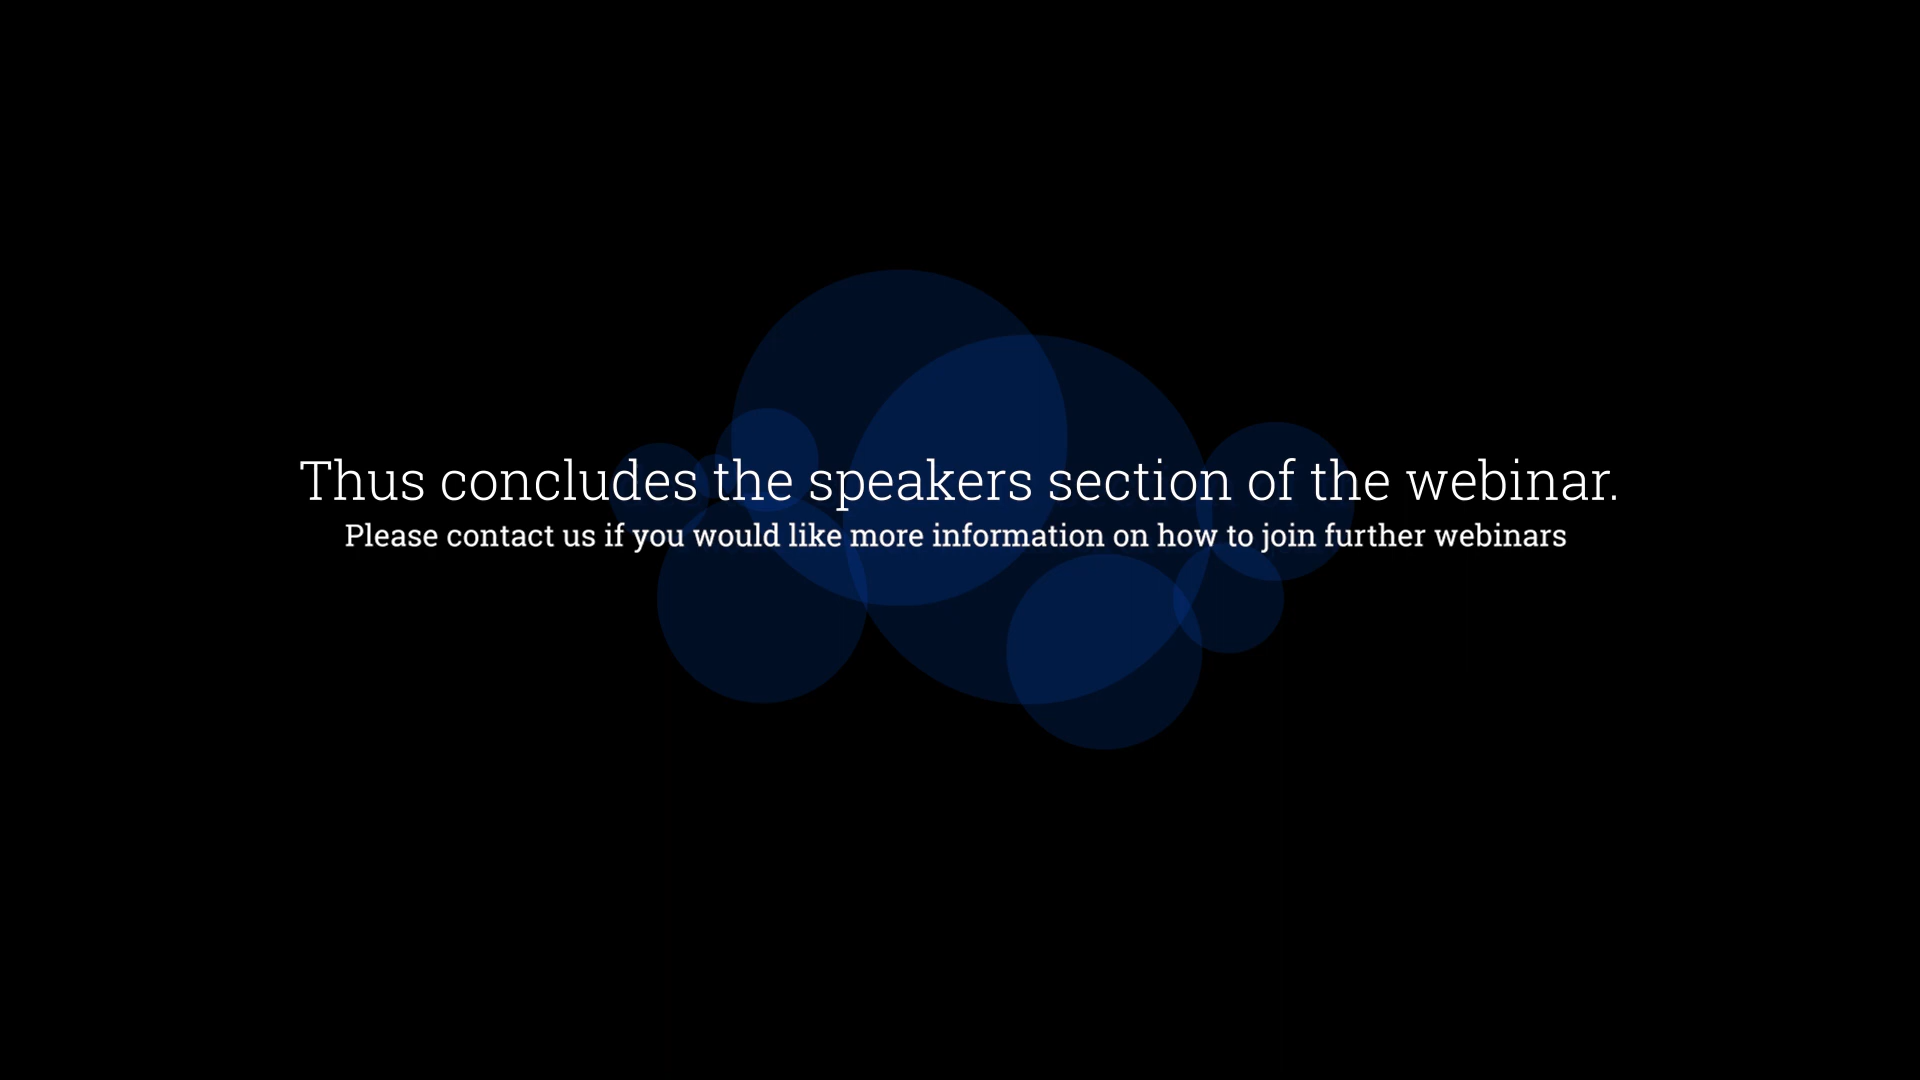 Thus concludes the speakers section of the webinar.
Please contact us if you would like more information on how to join further webinars